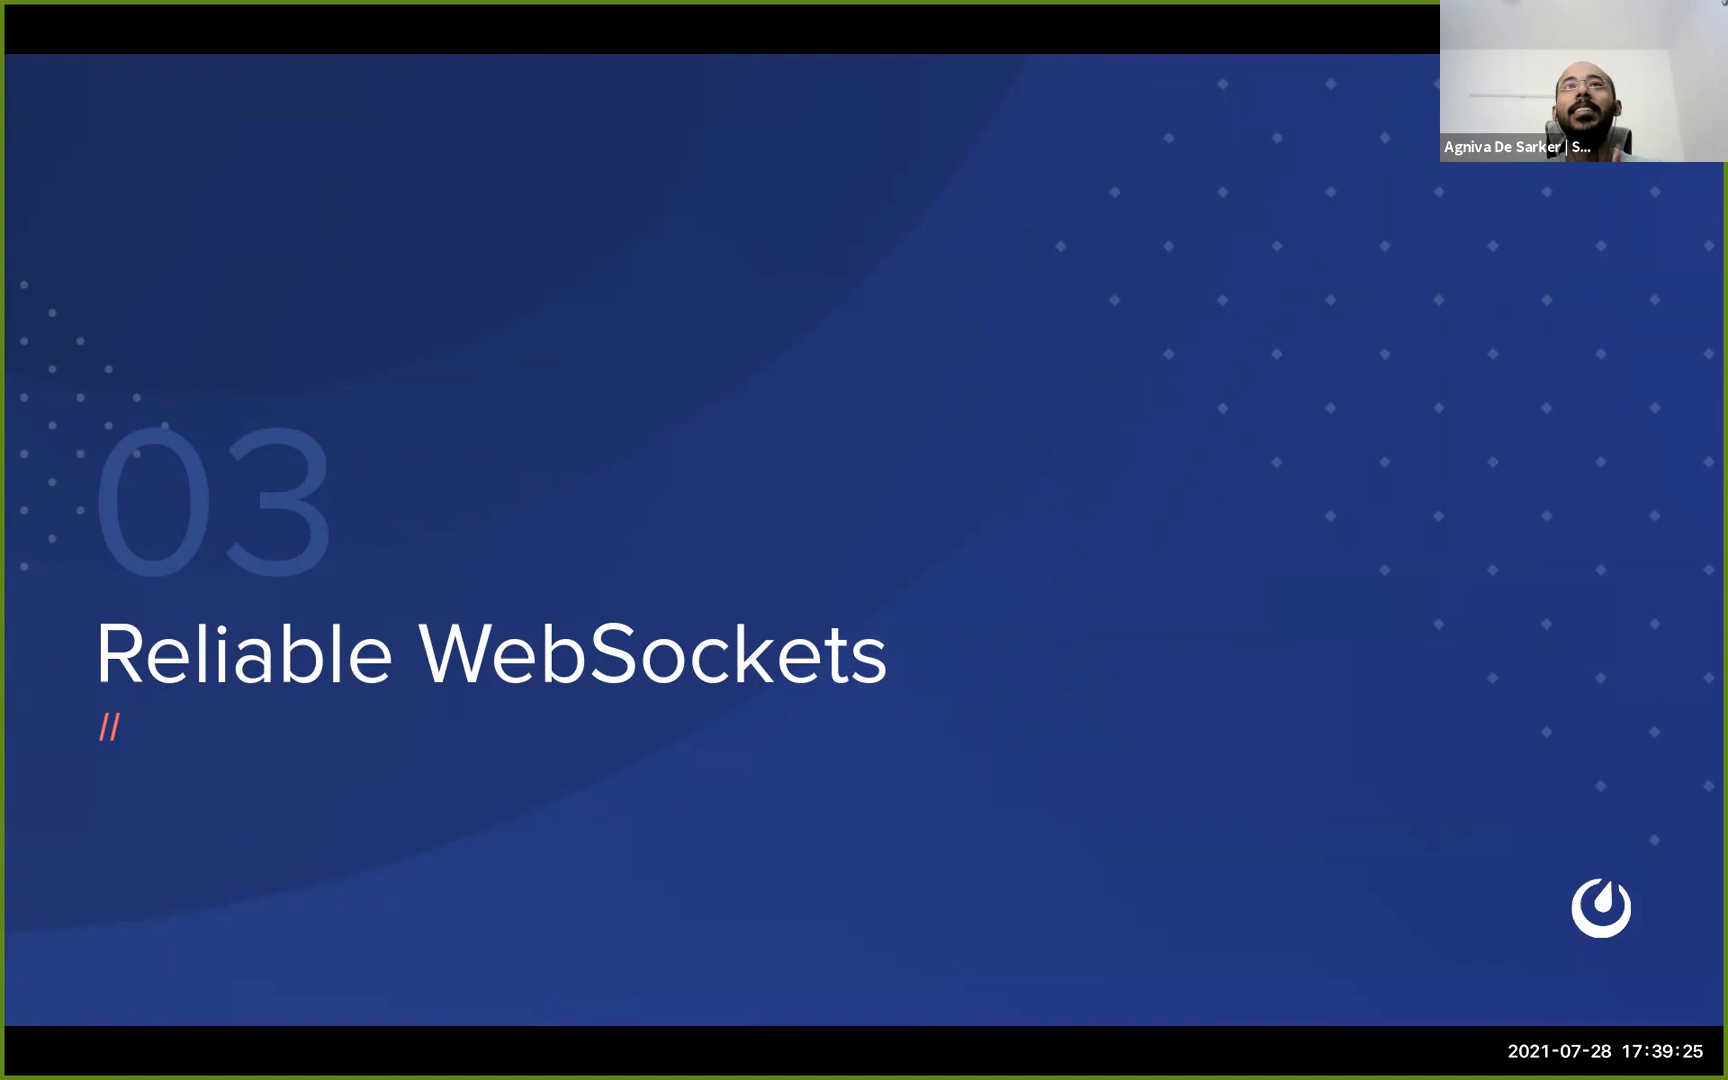 Agniva De Sarker | S...
03
Reliable WebSockets
//
2021-07-28 17:39:25